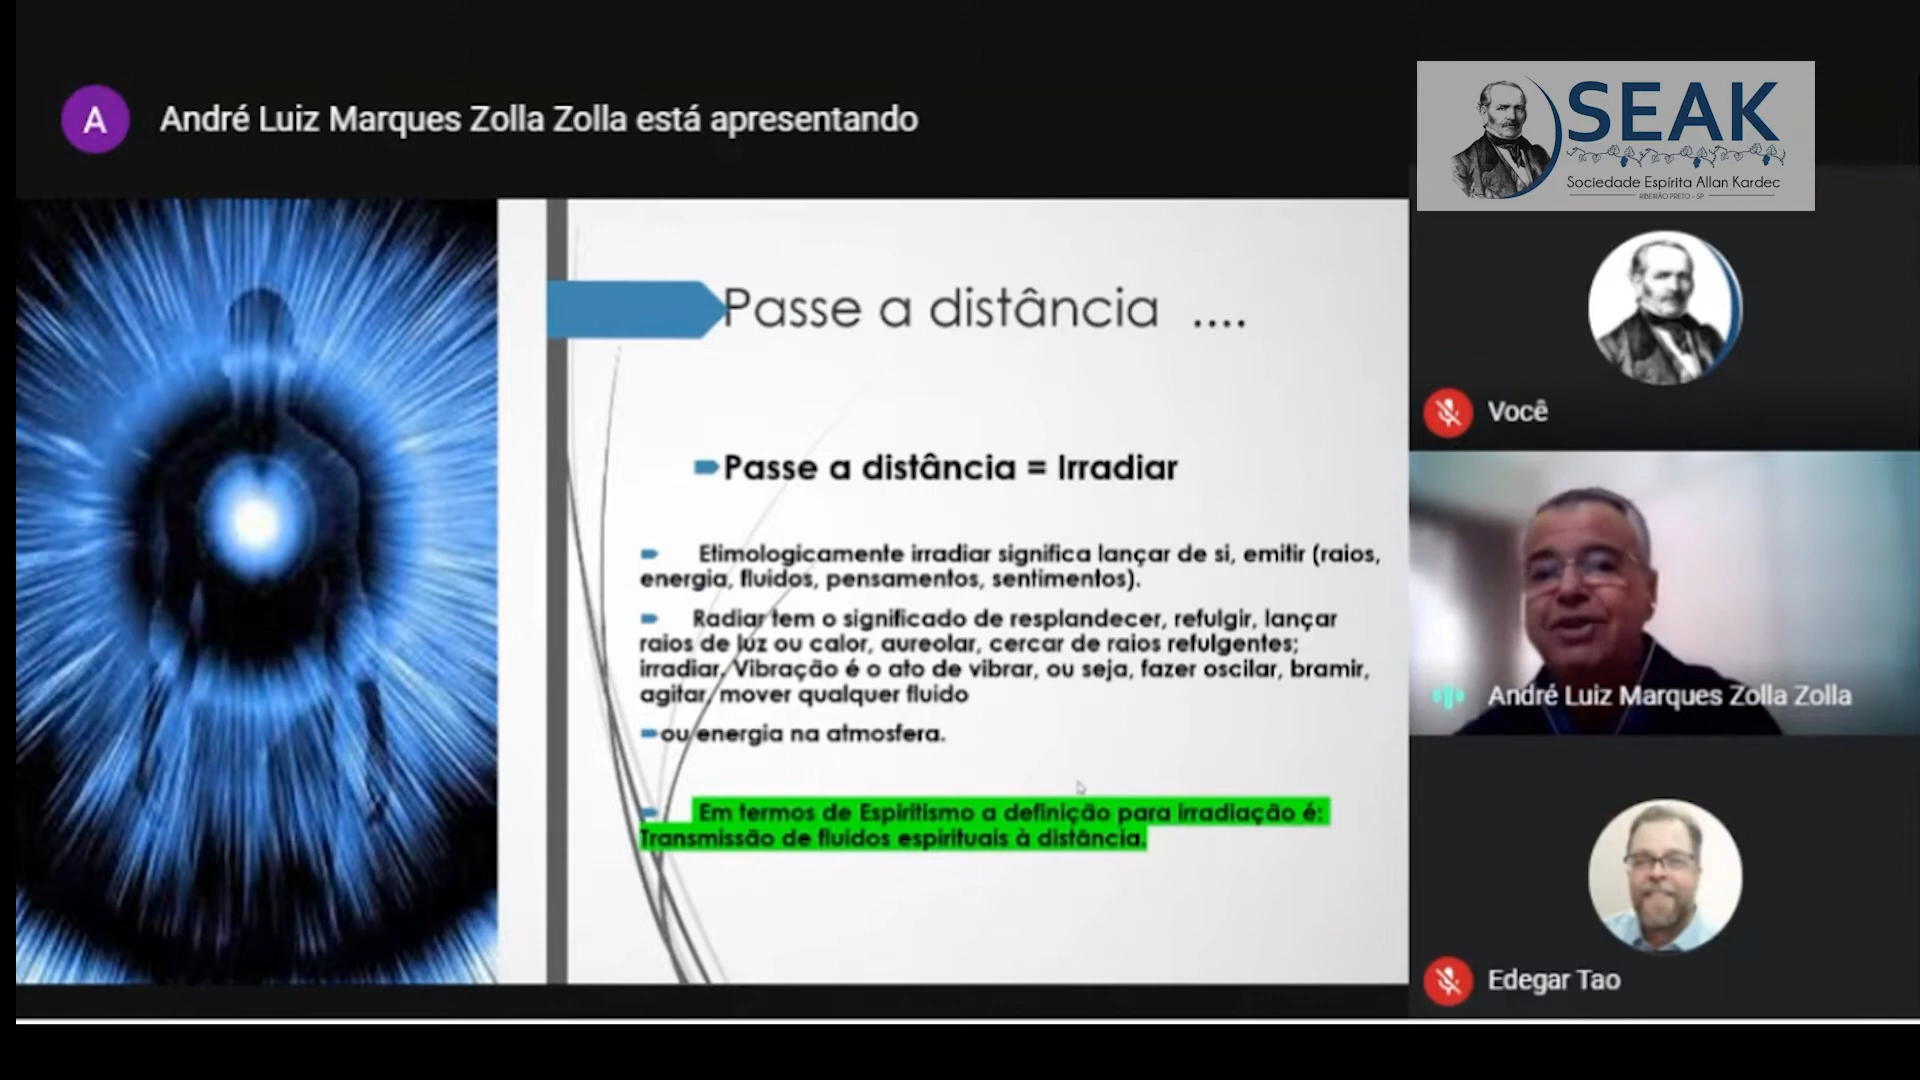 A
André Luiz Marques Zolla Zolla está apresentando
SEAK
Sociedade Espírita Allan Kardec
RIBEIRÃO PRETO - SP
Passe a distância ....
Passe a distância = Irradiar
Etimologicamente irradiar significa lançar de si, emitir (raios,
energia, fluidos, pensamentos, sentimentos).
Radiar tem o significado de resplandecer, refulgir, lançar
raios de luz ou calor, aureolar, cercar de raios refulgentes;
irradiar. Vibração é o ato de vibrar, ou seja, fazer oscilar, bramir,
agitar, mover qualquer fluido
ou energia na atmosfera.
Em termos de Espiritismo a definição para irradiação é:
Transmissão de fluidos espirituais à distância.
Você
André Luiz Marques Zolla Zolla
Edegar Tao